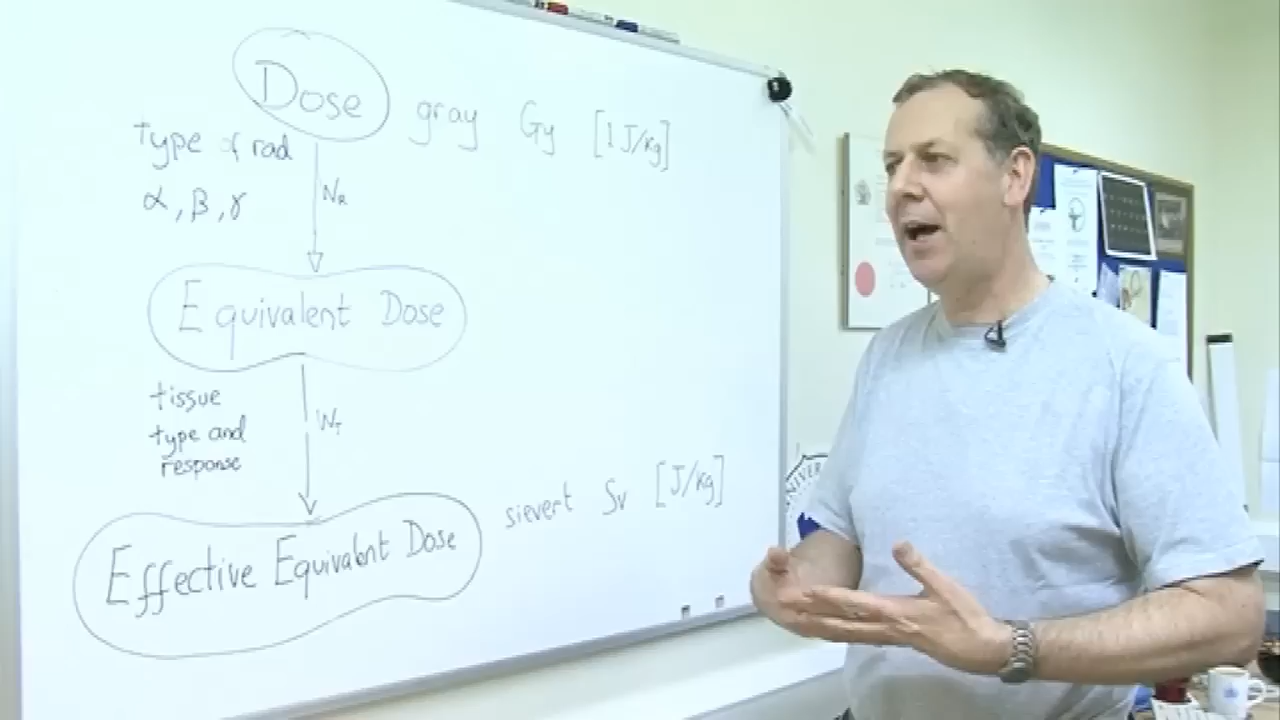 Dose gray Gy [1 J/kg]
type of rad
α, β, γ
N_R
Equivalent Dose
tissue
type and
response
W_T
Effective Equivalent Dose sievert Sv [J/kg]
UNIVER